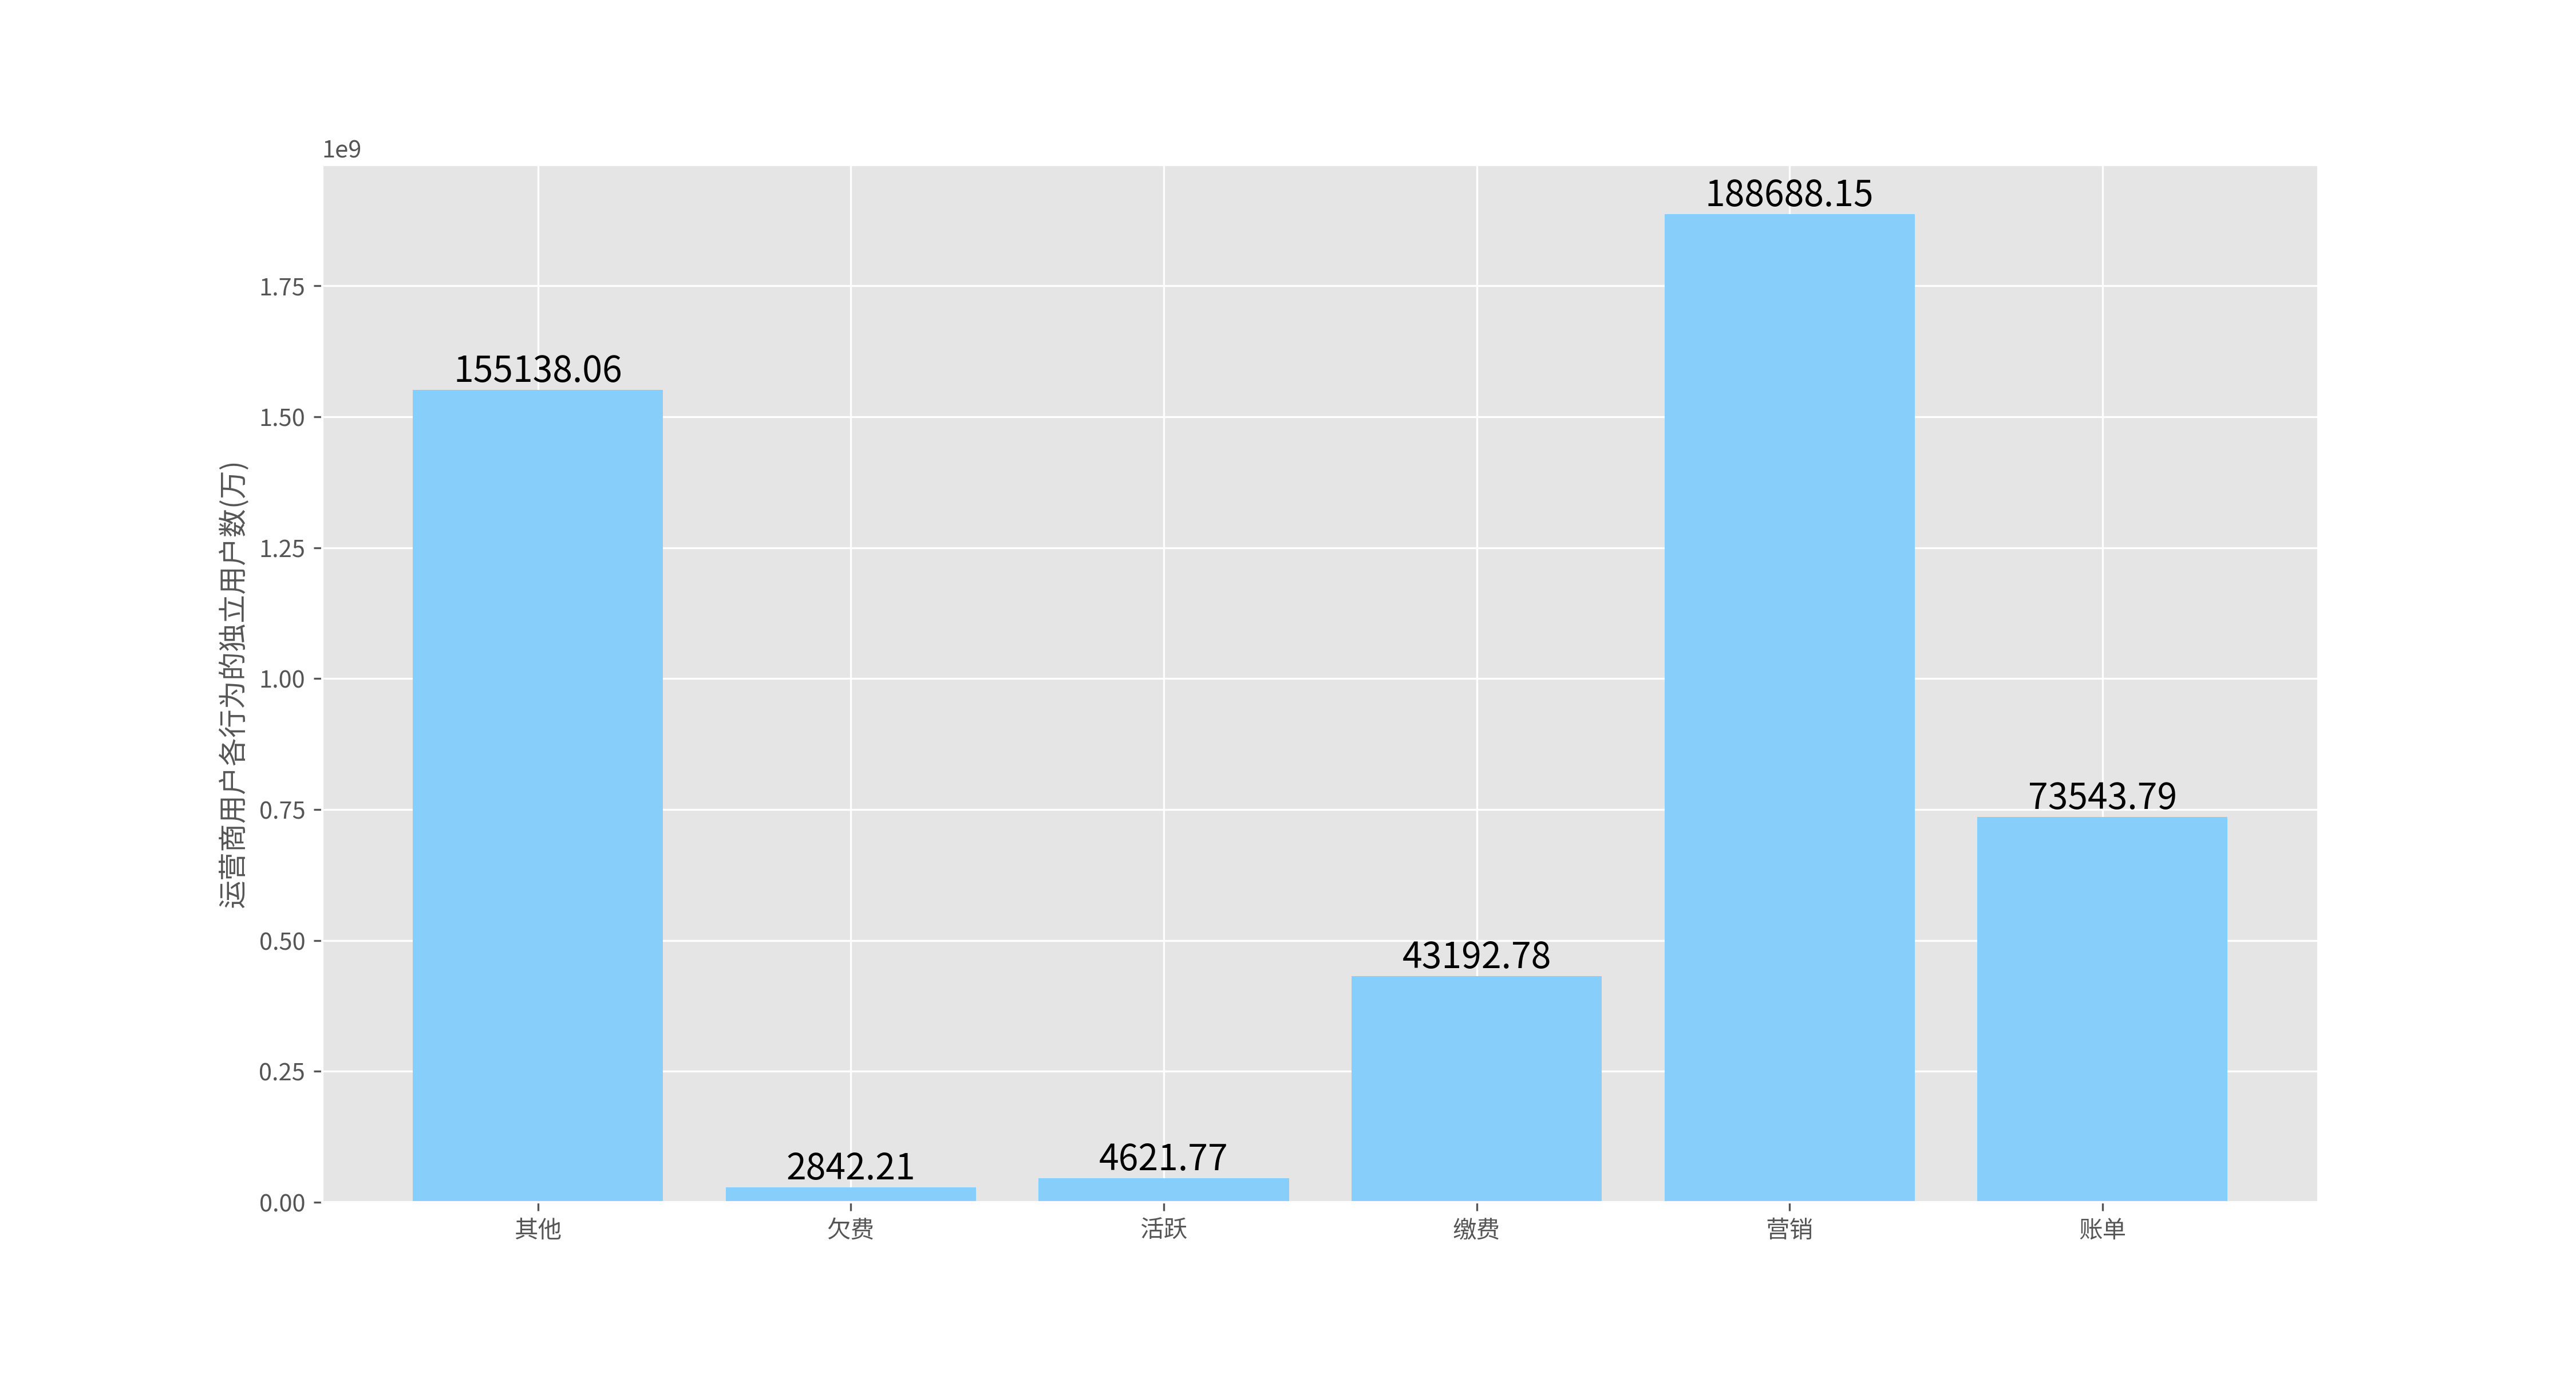 1e9
188688.15
1.75
155138.06
1.50
1.25
运营商用户各行为的独立用户数(万)
1.00
0.75
73543.79
0.50
43192.78
0.25
2842.21
4621.77
0.00
其他
欠费
活跃
缴费
营销
账单